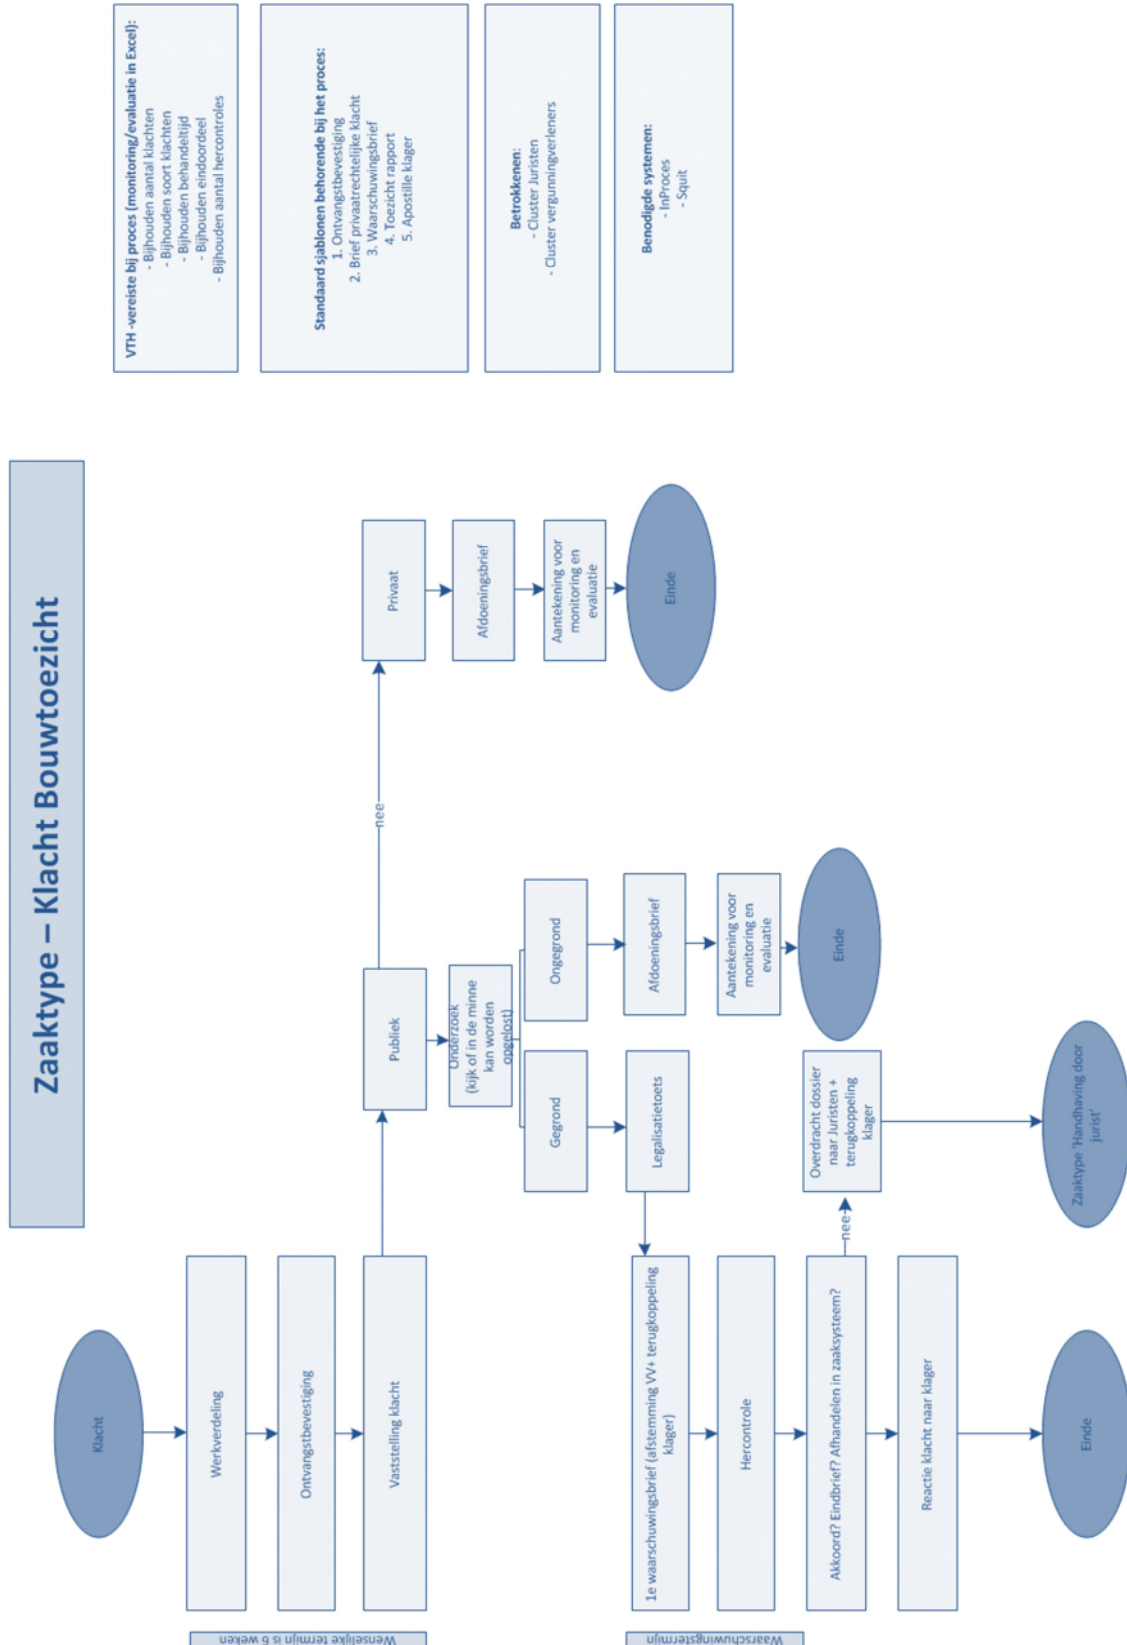 Zaaktype – Klacht Bouwtoezicht
Klacht
Werkverdeling
Ontvangstbevestiging
Vaststelling klacht
Wenselijke termijn is 6 weken
Publiek
nee
Privaat
Afdoeningsbrief
Aantekening voor
monitoring en
evaluatie
Einde
Onderzoek
(kijk of in de minne
kan worden
opgelost)
Gegrond
Ongegrond
Legalisatietoets
Afdoeningsbrief
Aantekening voor
monitoring en
evaluatie
Einde
1e waarschuwingsbrief (afstemming VV+ terugkoppeling
klager)
Hercontrole
Akkoord? Eindbrief? Afhandelen in zaaksysteem?
nee
Overdracht dossier
naar Juristen +
terugkoppeling
klager
Zaaktype 'Handhaving door
jurist'
Reactie klacht naar klager
Einde
Waarschuwingstermijn
VTH -vereiste bij proces (monitoring/evaluatie in Excel):
- Bijhouden aantal klachten
- Bijhouden soort klachten
- Bijhouden behandeltijd
- Bijhouden eindoordeel
- Bijhouden aantal hercontroles
Standaard sjablonen behorende bij het proces:
1. Ontvangstbevestiging
2. Brief privaatrechtelijke klacht
3. Waarschuwingsbrief
4. Toezicht rapport
5. Apostille klager
Betrokkenen:
- Cluster Juristen
- Cluster vergunningverleners
Benodigde systemen:
- InProces
- Squit